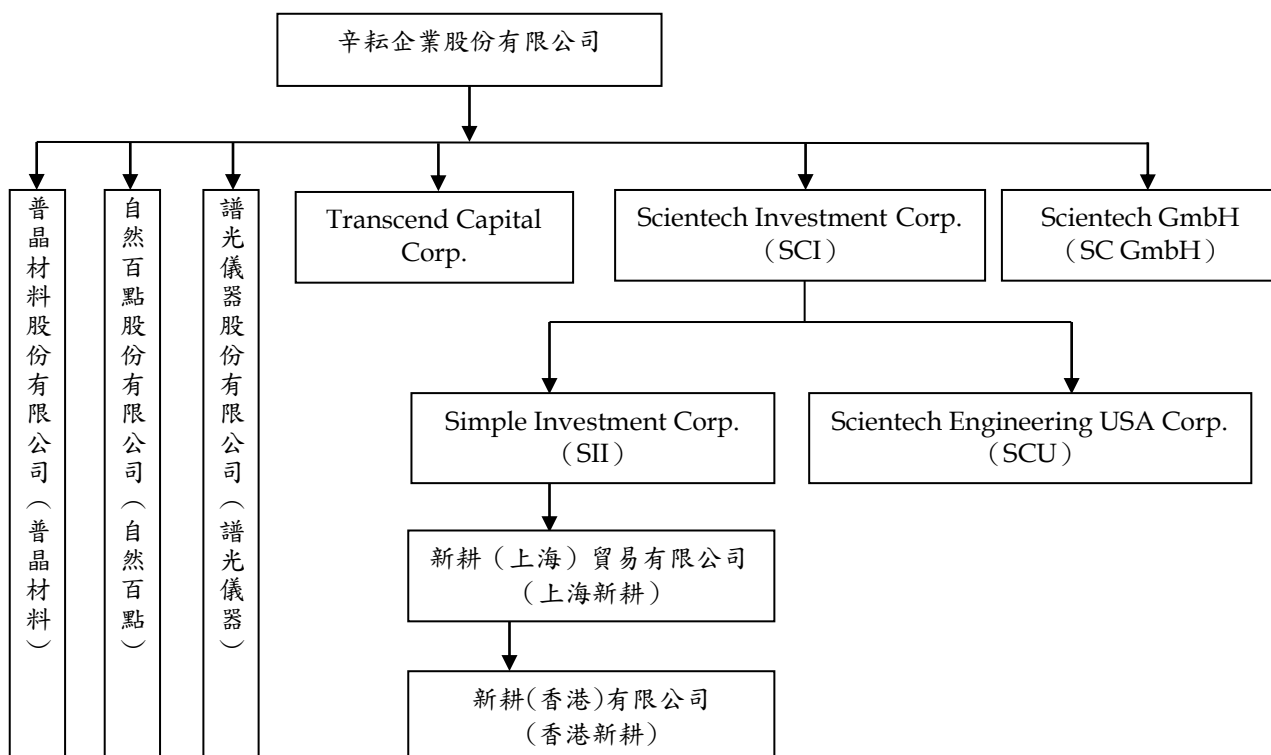 辛耘企業股份有限公司
普晶材料股份有限公司（普晶材料）
自然百點股份有限公司（自然百點）
譜光儀器股份有限公司（譜光儀器）
Transcend Capital
Corp.
Scientech Investment Corp.
（SCI）
Scientech GmbH
（SC GmbH）
Simple Investment Corp.
（SII）
Scientech Engineering USA Corp.
（SCU）
新耕（上海）貿易有限公司
（上海新耕）
新耕(香港)有限公司
（香港新耕）